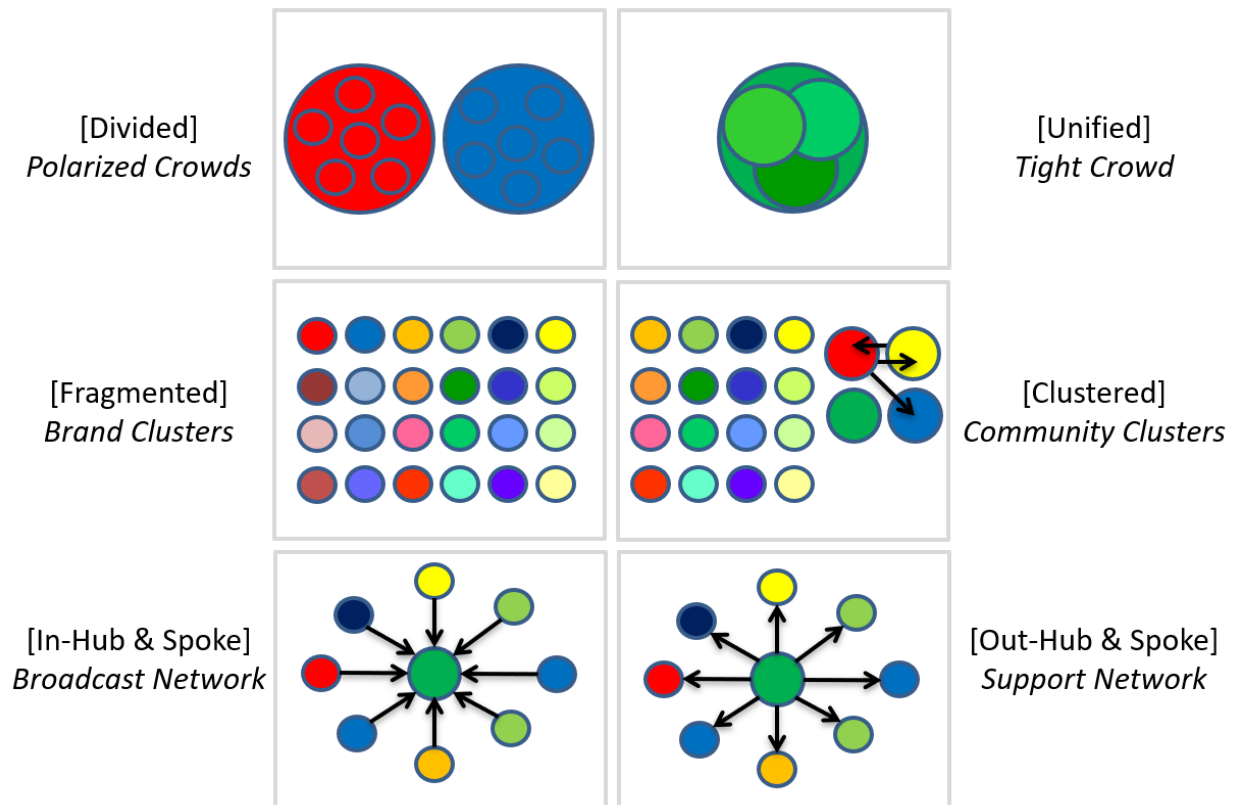 [Divided]
Polarized Crowds
[Unified]
Tight Crowd
[Fragmented]
Brand Clusters
[Clustered]
Community Clusters
[In-Hub & Spoke]
Broadcast Network
[Out-Hub & Spoke]
Support Network